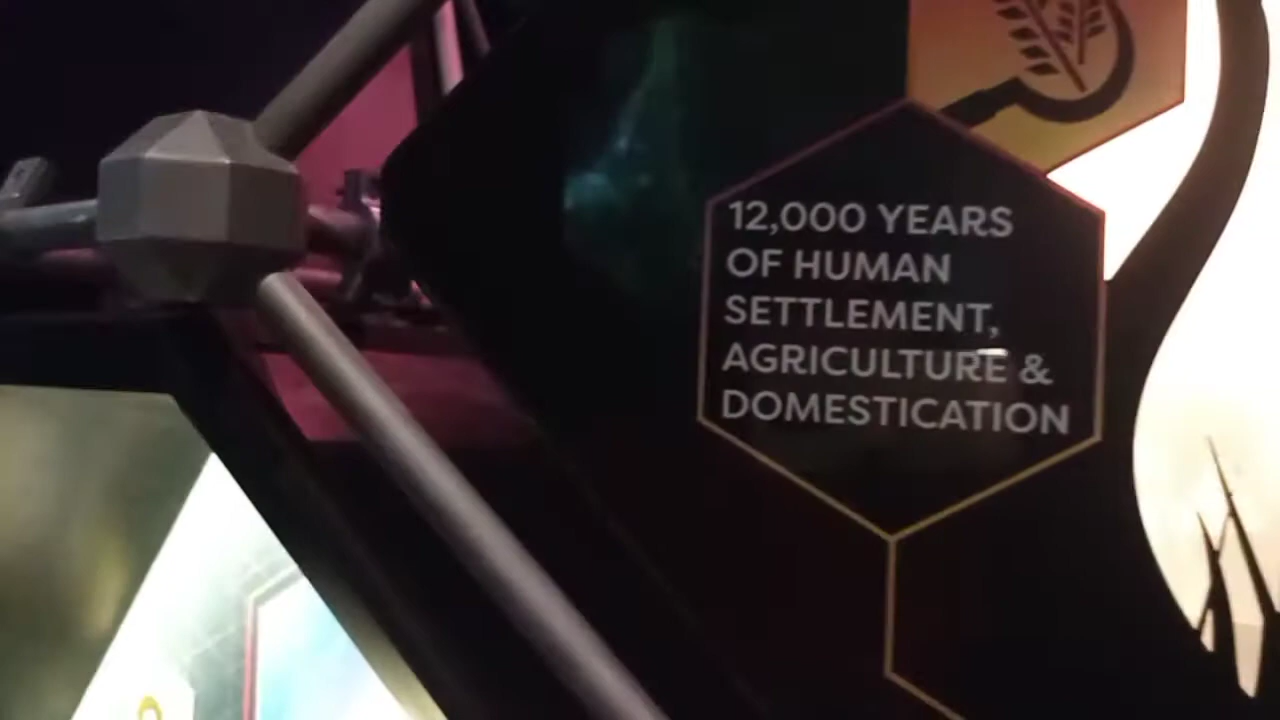 12,000 YEARS
OF HUMAN
SETTLEMENT,
AGRICULTURE &
DOMESTICATION